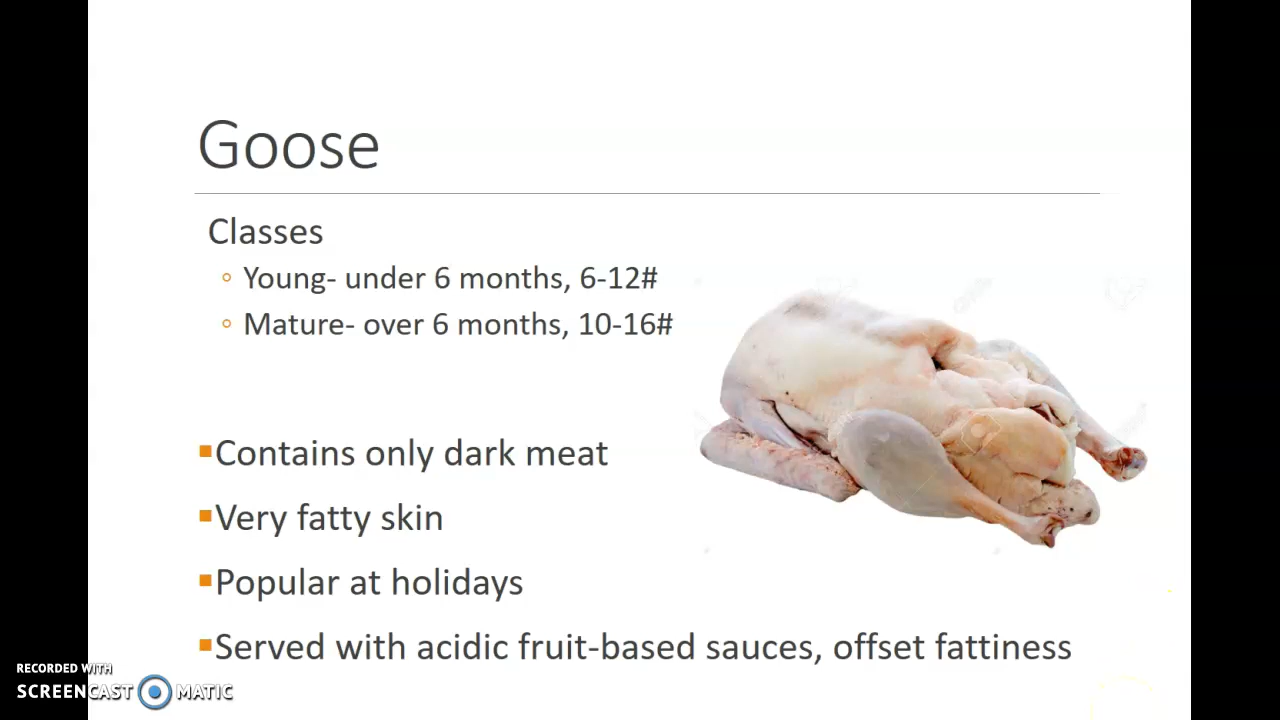 Goose
Classes
Young- under 6 months, 6-12#
Mature- over 6 months, 10-16#
Contains only dark meat
Very fatty skin
Popular at holidays
Served with acidic fruit-based sauces, offset fattiness
RECORDED WITH
SCREENCAST MATIC